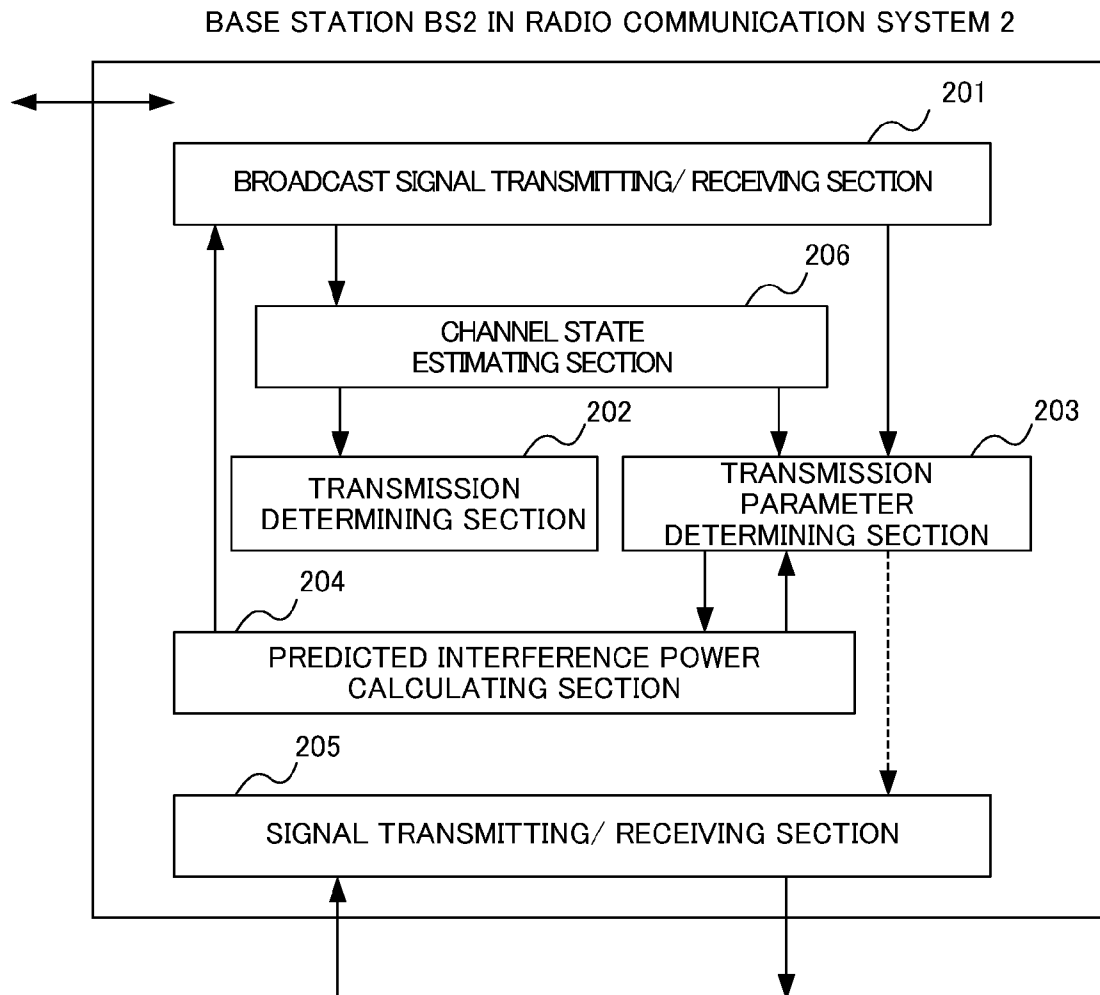 BASE STATION BS2 IN RADIO COMMUNICATION SYSTEM 2
201
BROADCAST SIGNAL TRANSMITTING/ RECEIVING SECTION
206
CHANNEL STATE
ESTIMATING SECTION
202
TRANSMISSION
DETERMINING SECTION
203
TRANSMISSION
PARAMETER
DETERMINING SECTION
204
PREDICTED INTERFERENCE POWER
CALCULATING SECTION
205
SIGNAL TRANSMITTING/ RECEIVING SECTION